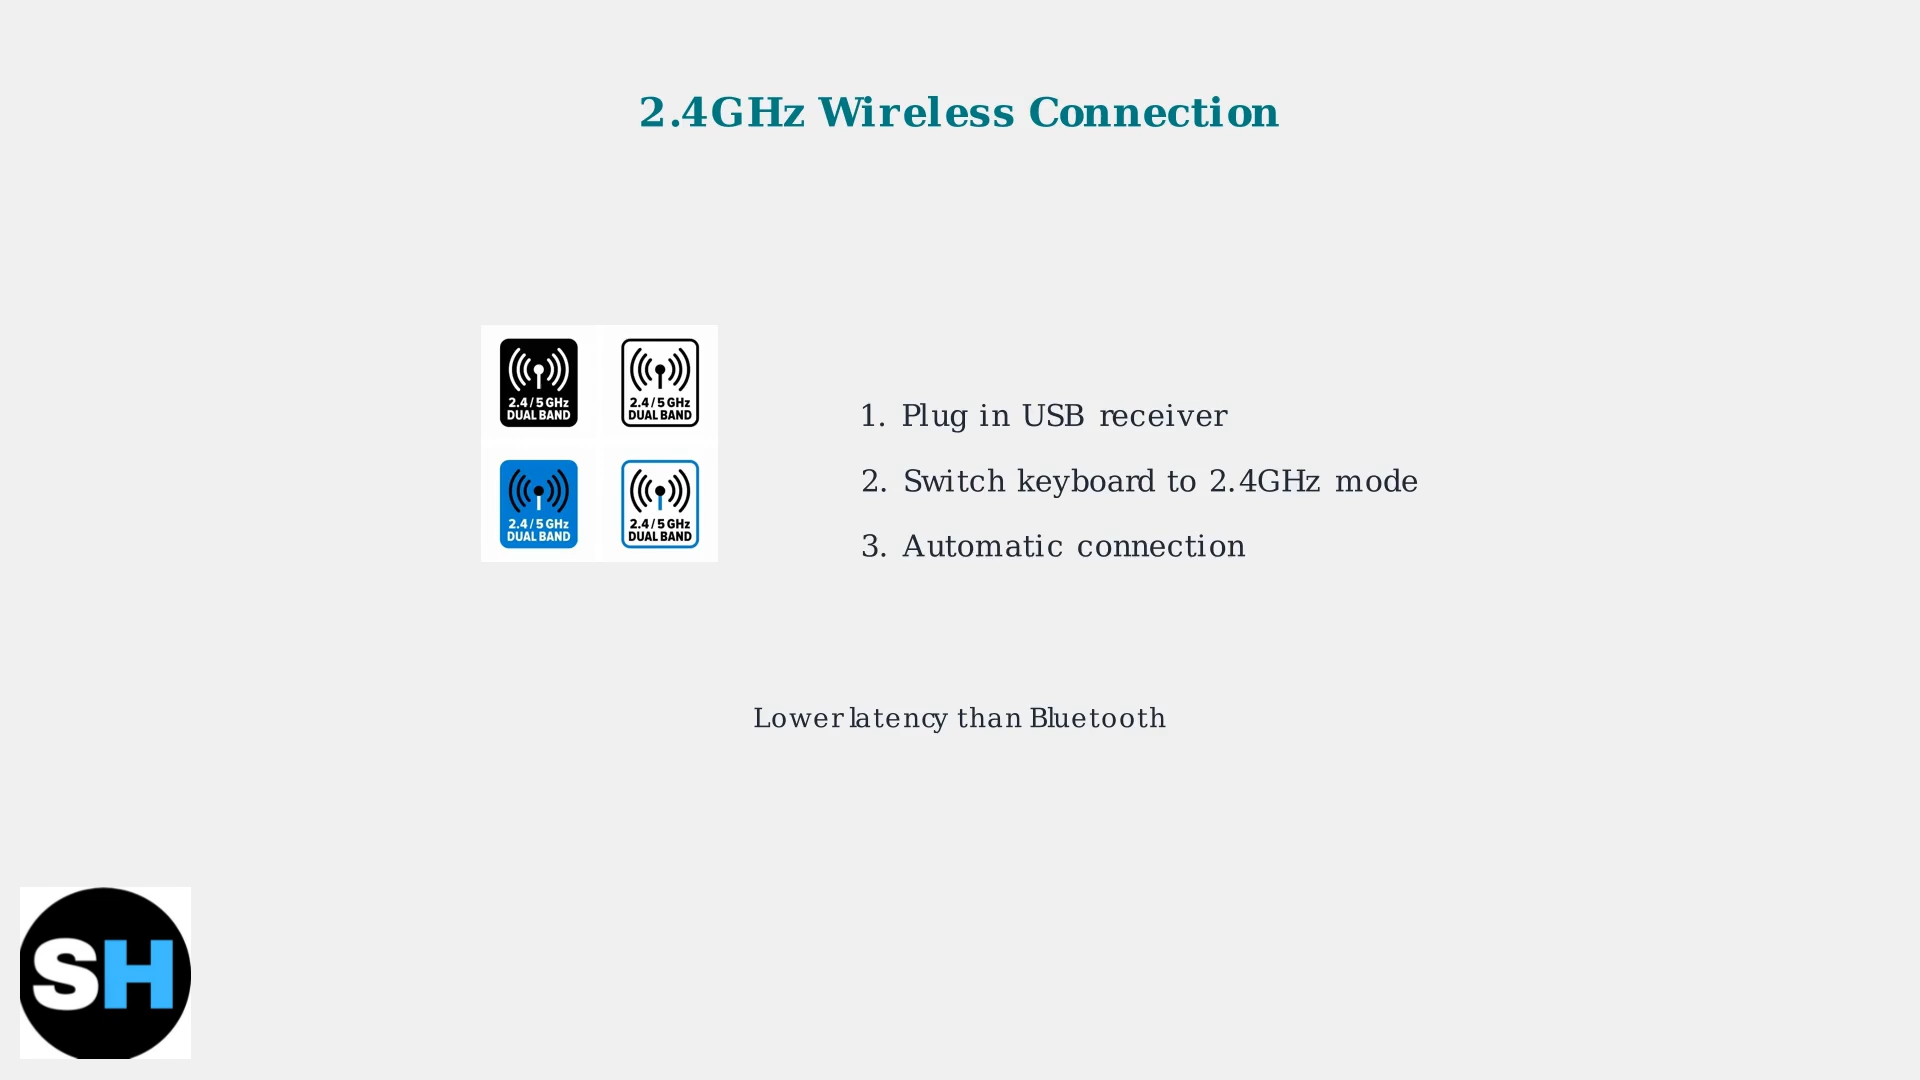 2.4GHz Wireless Connection
2.4 / 5 GHz
DUAL BAND
2.4 / 5 GHz
DUAL BAND
2.4 / 5 GHz
DUAL BAND
2.4 / 5 GHz
DUAL BAND
1. Plug in USB receiver
2. Switch keyboard to 2.4GHz mode
3. Automatic connection
Lower latency than Bluetooth
SH